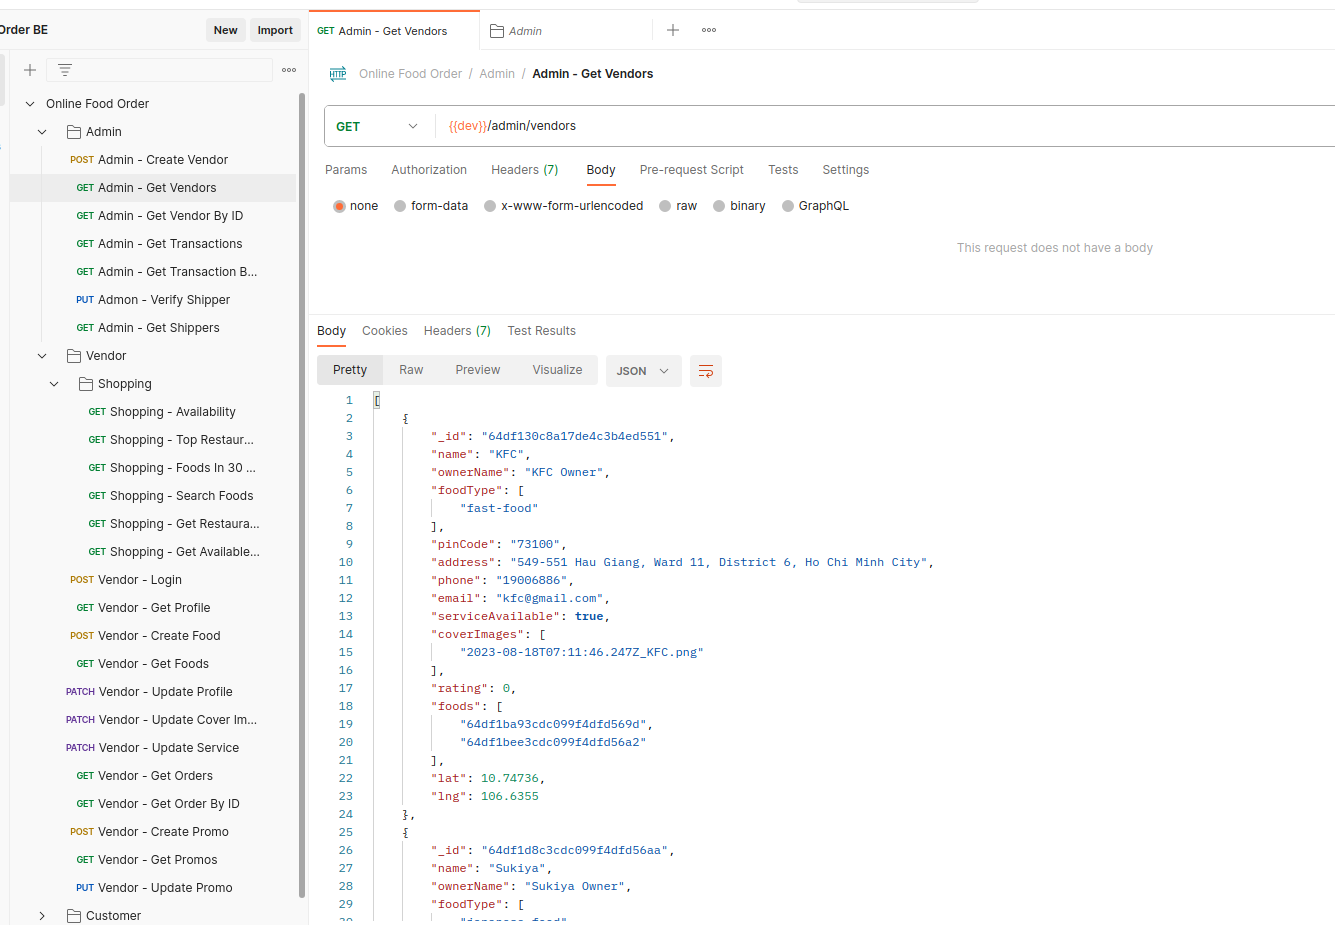 Order BE
New
Import
Online Food Order
Admin
POST Admin - Create Vendor
GET Admin - Get Vendors
GET Admin - Get Vendor By ID
GET Admin - Get Transactions
GET Admin - Get Transaction B...
PUT Admon - Verify Shipper
GET Admin - Get Shippers
Vendor
Shopping
GET Shopping - Availability
GET Shopping - Top Restaur...
GET Shopping - Foods In 30 ...
GET Shopping - Search Foods
GET Shopping - Get Restaura...
GET Shopping - Get Available...
POST Vendor - Login
GET Vendor - Get Profile
POST Vendor - Create Food
GET Vendor - Get Foods
PATCH Vendor - Update Profile
PATCH Vendor - Update Cover Im...
PATCH Vendor - Update Service
GET Vendor - Get Orders
GET Vendor - Get Order By ID
POST Vendor - Create Promo
GET Vendor - Get Promos
PUT Vendor - Update Promo
Customer
GET Admin - Get Vendors
Admin
HTTP Online Food Order / Admin / Admin - Get Vendors
GET {{dev}}/admin/vendors
Params Authorization Headers (7) Body Pre-request Script Tests Settings
none form-data x-www-form-urlencoded raw binary GraphQL
This request does not have a body
Body Cookies Headers (7) Test Results
Pretty Raw Preview Visualize JSON
1 [
2 {
3 "_id": "64df130c8a17de4c3b4ed551",
4 "name": "KFC",
5 "ownerName": "KFC Owner",
6 "foodType": [
7 "fast-food"
8 ],
9 "pinCode": "73100",
10 "address": "549-551 Hau Giang, Ward 11, District 6, Ho Chi Minh City",
11 "phone": "19006886",
12 "email": "kfc@gmail.com",
13 "serviceAvailable": true,
14 "coverImages": [
15 "2023-08-18T07:11:46.247Z_KFC.png"
16 ],
17 "rating": 0,
18 "foods": [
19 "64df1ba93cdc099f4dfd569d",
20 "64df1bee3cdc099f4dfd56a2"
21 ],
22 "lat": 10.74736,
23 "lng": 106.6355
24 },
25 {
26 "_id": "64df1d8c3cdc099f4dfd56aa",
27 "name": "Sukiya",
28 "ownerName": "Sukiya Owner",
29 "foodType": [
30 "japanese-food"